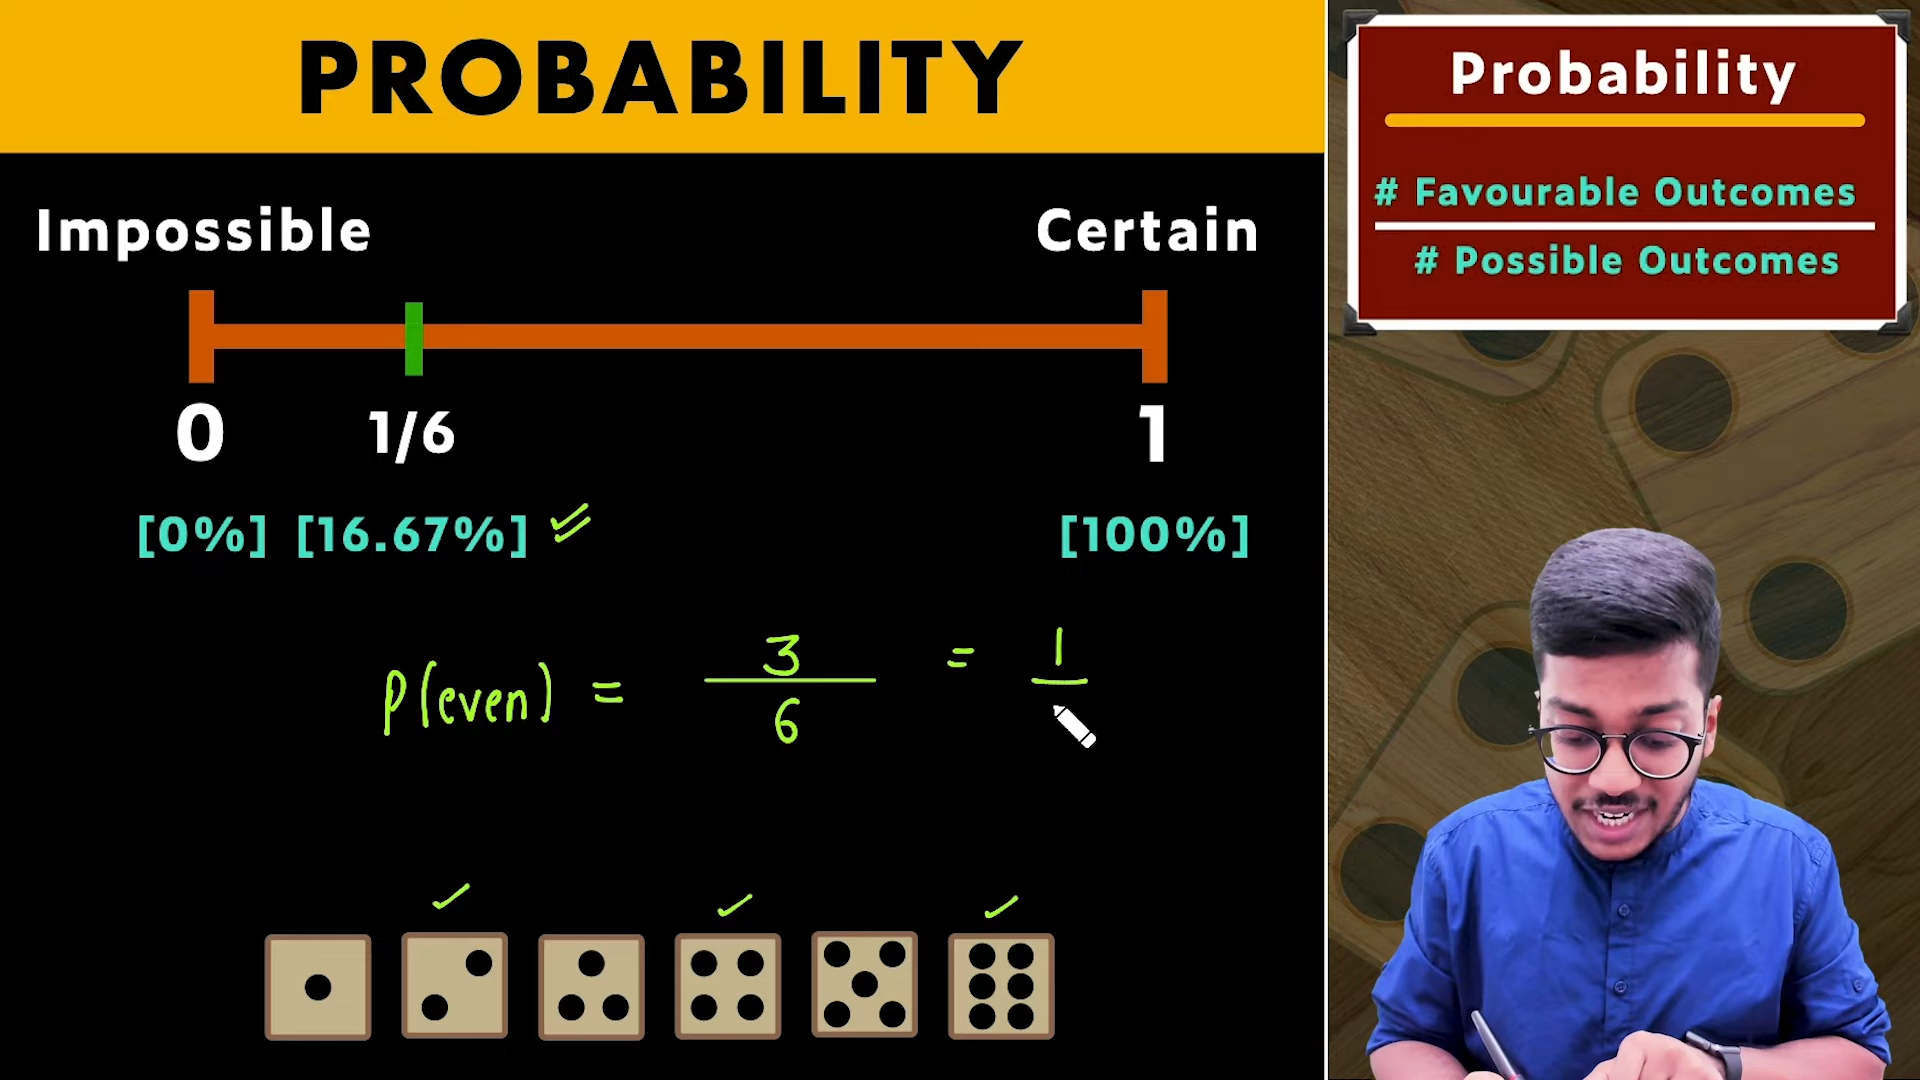 PROBABILITY
Impossible
Certain
0
1/6
1
[0%]
[16.67%]
[100%]
P(even) = 3/6 = 1
Probability
# Favourable Outcomes
# Possible Outcomes